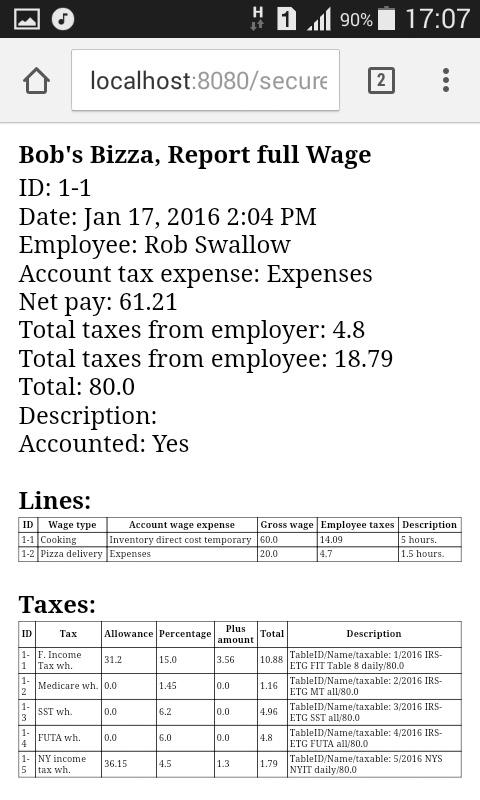 H 1 90% 17:07
localhost:8080/secure 2
Bob's Bizza, Report full Wage
ID: 1-1
Date: Jan 17, 2016 2:04 PM
Employee: Rob Swallow
Account tax expense: Expenses
Net pay: 61.21
Total taxes from employer: 4.8
Total taxes from employee: 18.79
Total: 80.0
Description:
Accounted: Yes
Lines:
ID Wage type Account wage expense Gross wage Employee taxes Description
1-1 Cooking Inventory direct cost temporary 60.0 14.09 5 hours.
1-2 Pizza delivery Expenses 20.0 4.7 1.5 hours.
Taxes:
ID Tax Allowance Percentage Plus amount Total Description
1-1 F. Income Tax wh. 31.2 15.0 3.56 10.88 TableID/Name/taxable: 1/2016 IRS-ETG FIT Table 8 daily/80.0
1-2 Medicare wh. 0.0 1.45 0.0 1.16 TableID/Name/taxable: 2/2016 IRS-ETG MT all/80.0
1-3 SST wh. 0.0 6.2 0.0 4.96 TableID/Name/taxable: 3/2016 IRS-ETG SST all/80.0
1-4 FUTA wh. 0.0 6.0 0.0 4.8 TableID/Name/taxable: 4/2016 IRS-ETG FUTA all/80.0
1-5 NY income tax wh. 36.15 4.5 1.3 1.79 TableID/Name/taxable: 5/2016 NYS NYIT daily/80.0